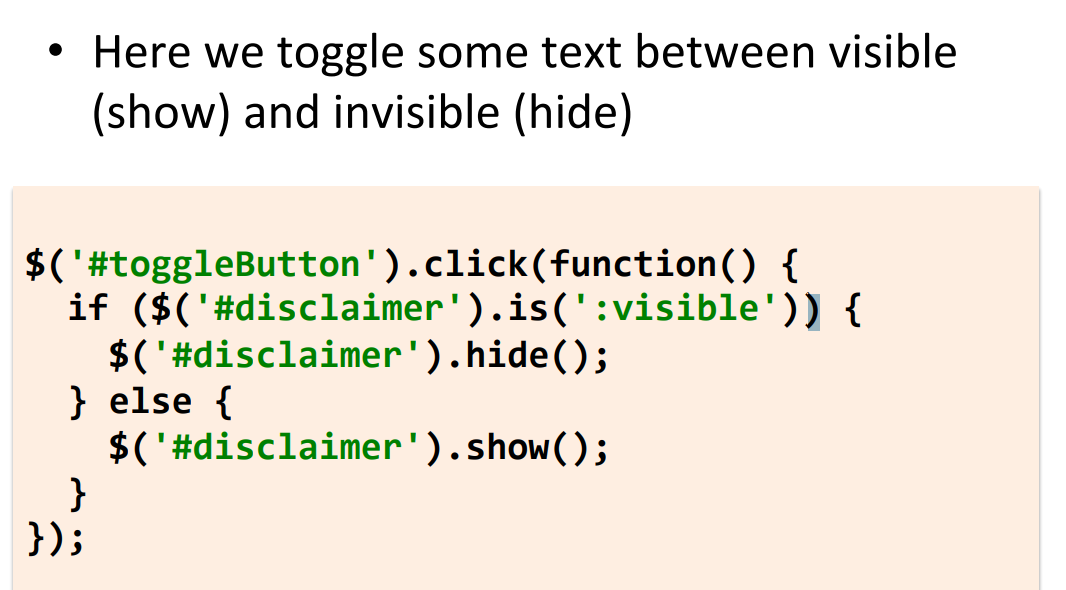 • Here we toggle some text between visible
(show) and invisible (hide)
$('#toggleButton').click(function() {
  if ($('#disclaimer').is(':visible')) {
    $('#disclaimer').hide();
  } else {
    $('#disclaimer').show();
  }
});